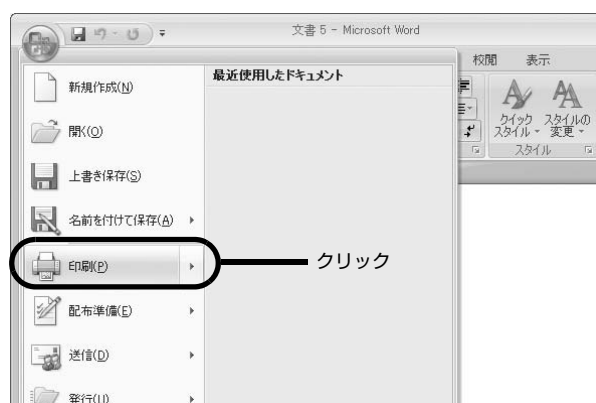 文書 5 - Microsoft Word
校閲 表示
新規作成(N)
最近使用したドキュメント
開く(O)
上書き保存(S)
名前を付けて保存(A)
印刷(P)
クリック
配布準備(E)
送信(D)
発行(U)
クイック
スタイル
スタイルの
変更
スタイル